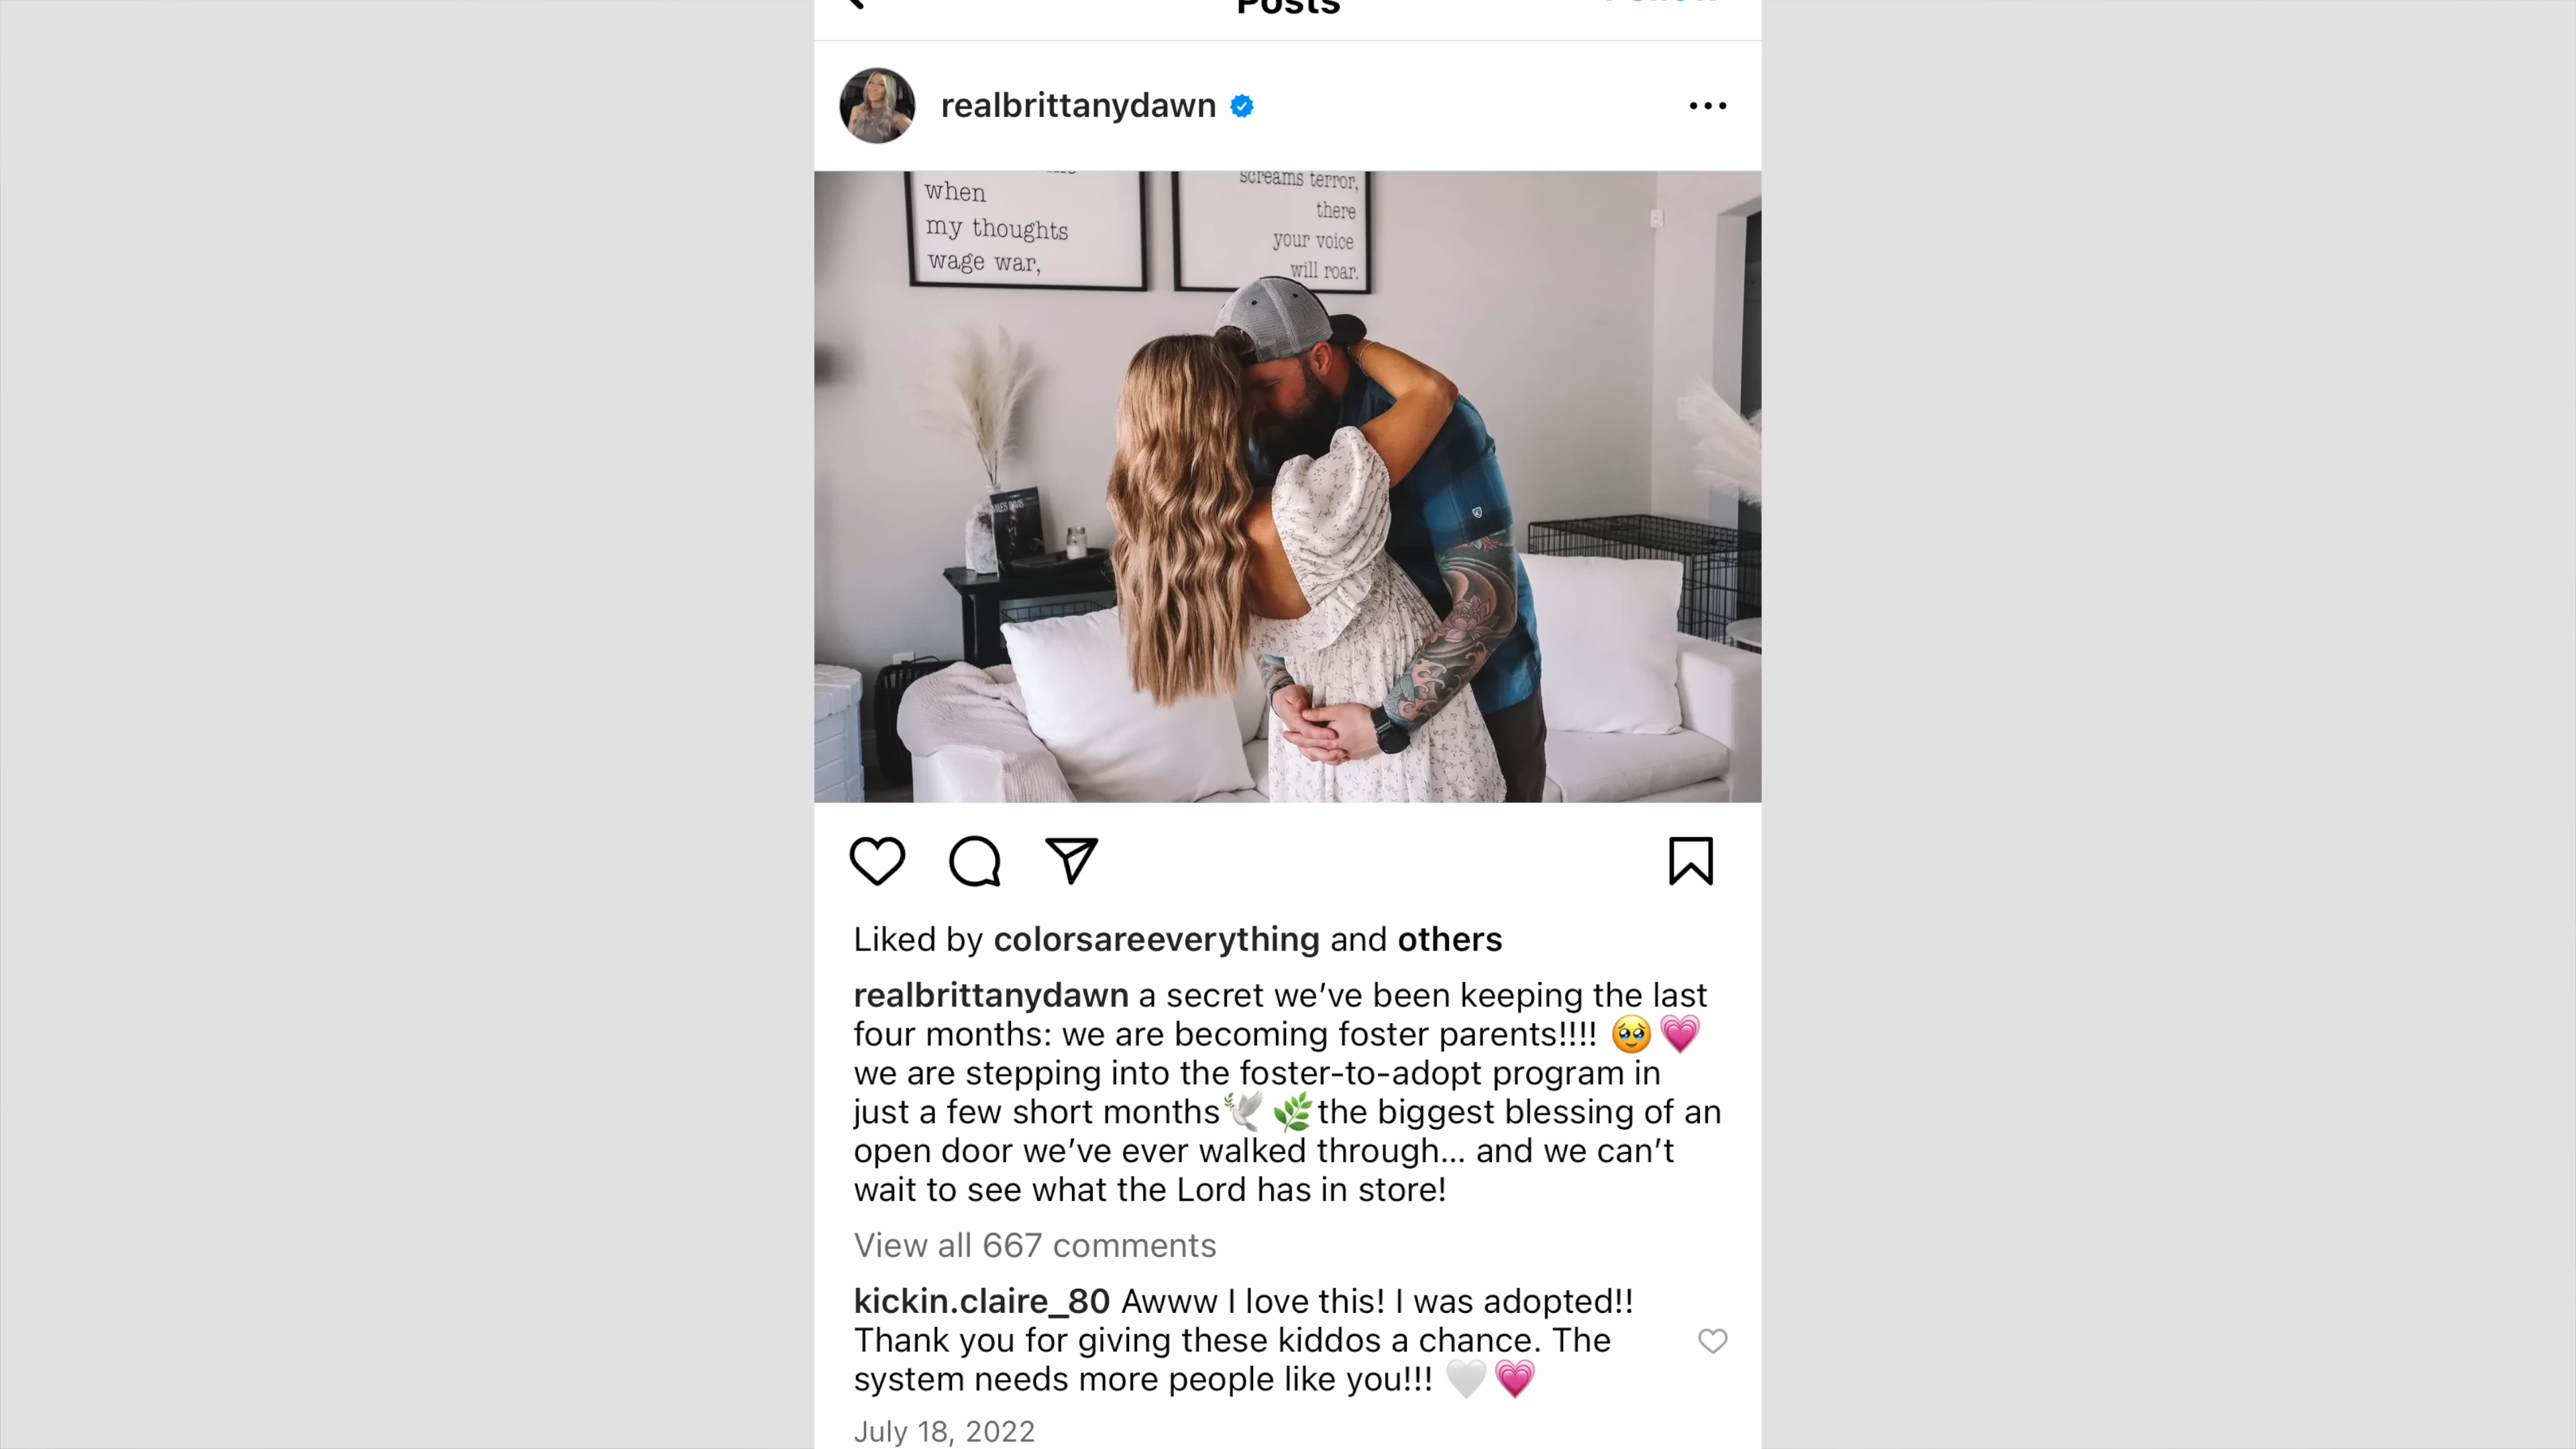 Posts
Follow
realbrittanydawn
when
my thoughts
wage war,
screams terror,
there
your voice
will roar.
MILES DAVIS
Liked by colorsareeverything and others
realbrittanydawn a secret we’ve been keeping the last
four months: we are becoming foster parents!!!! 🥹💗
we are stepping into the foster-to-adopt program in
just a few short months🕊️🌿the biggest blessing of an
open door we’ve ever walked through... and we can’t
wait to see what the Lord has in store!
View all 667 comments
kickin.claire_80 Awww I love this! I was adopted!!
Thank you for giving these kiddos a chance. The
system needs more people like you!!! 🤍💗
July 18, 2022